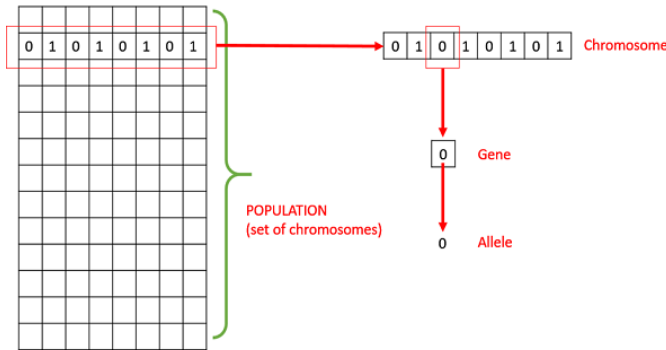 0 1 0 1 0 1 0 1
0 1 0 1 0 1 0 1 Chromosome
0 Gene
POPULATION
(set of chromosomes)
0 Allele